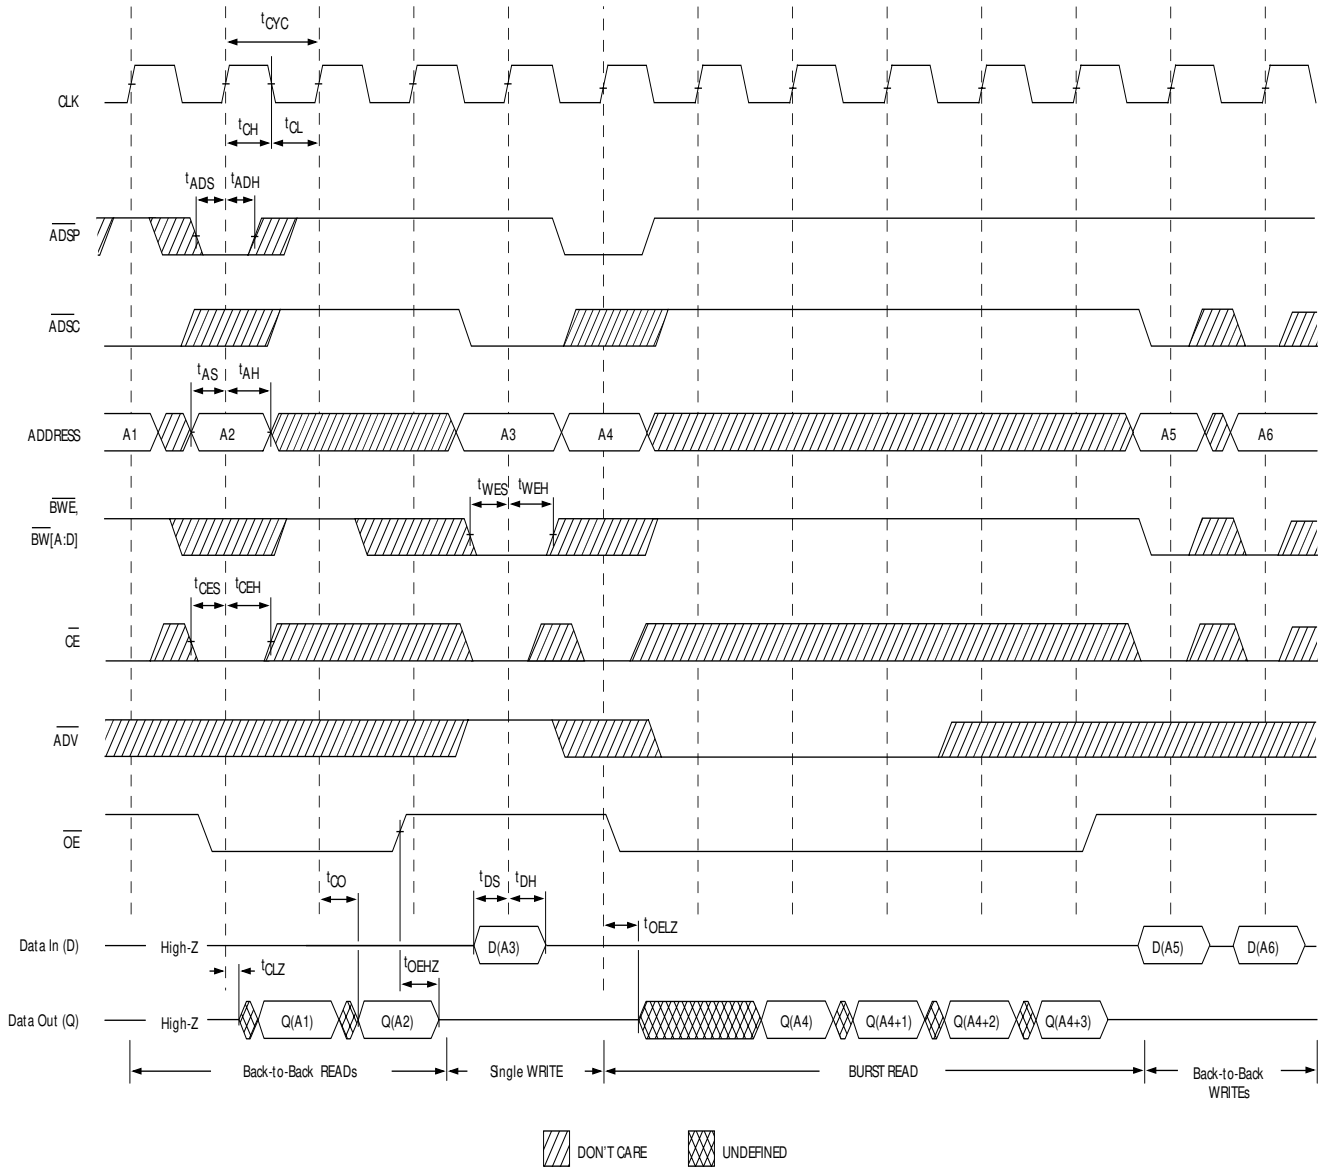 tCYC
CLK
tCH tCL
tADS tADH
ADSP
ADSC
tAS tAH
ADDRESS A1 A2 A3 A4 A5 A6
tWES tWEH
BWE,
BW[A:D]
tCES tCEH
CE
ADV
OE
tCO tDS tDH
tOELZ
Data In (D) High-Z D(A3) D(A5) D(A6)
tCLZ tOEHZ
Data Out (Q) High-Z Q(A1) Q(A2) Q(A4) Q(A4+1) Q(A4+2) Q(A4+3)
Back-to-Back READs Single WRITE BURST READ Back-to-Back
WRITEs
DON'T CARE UNDEFINED